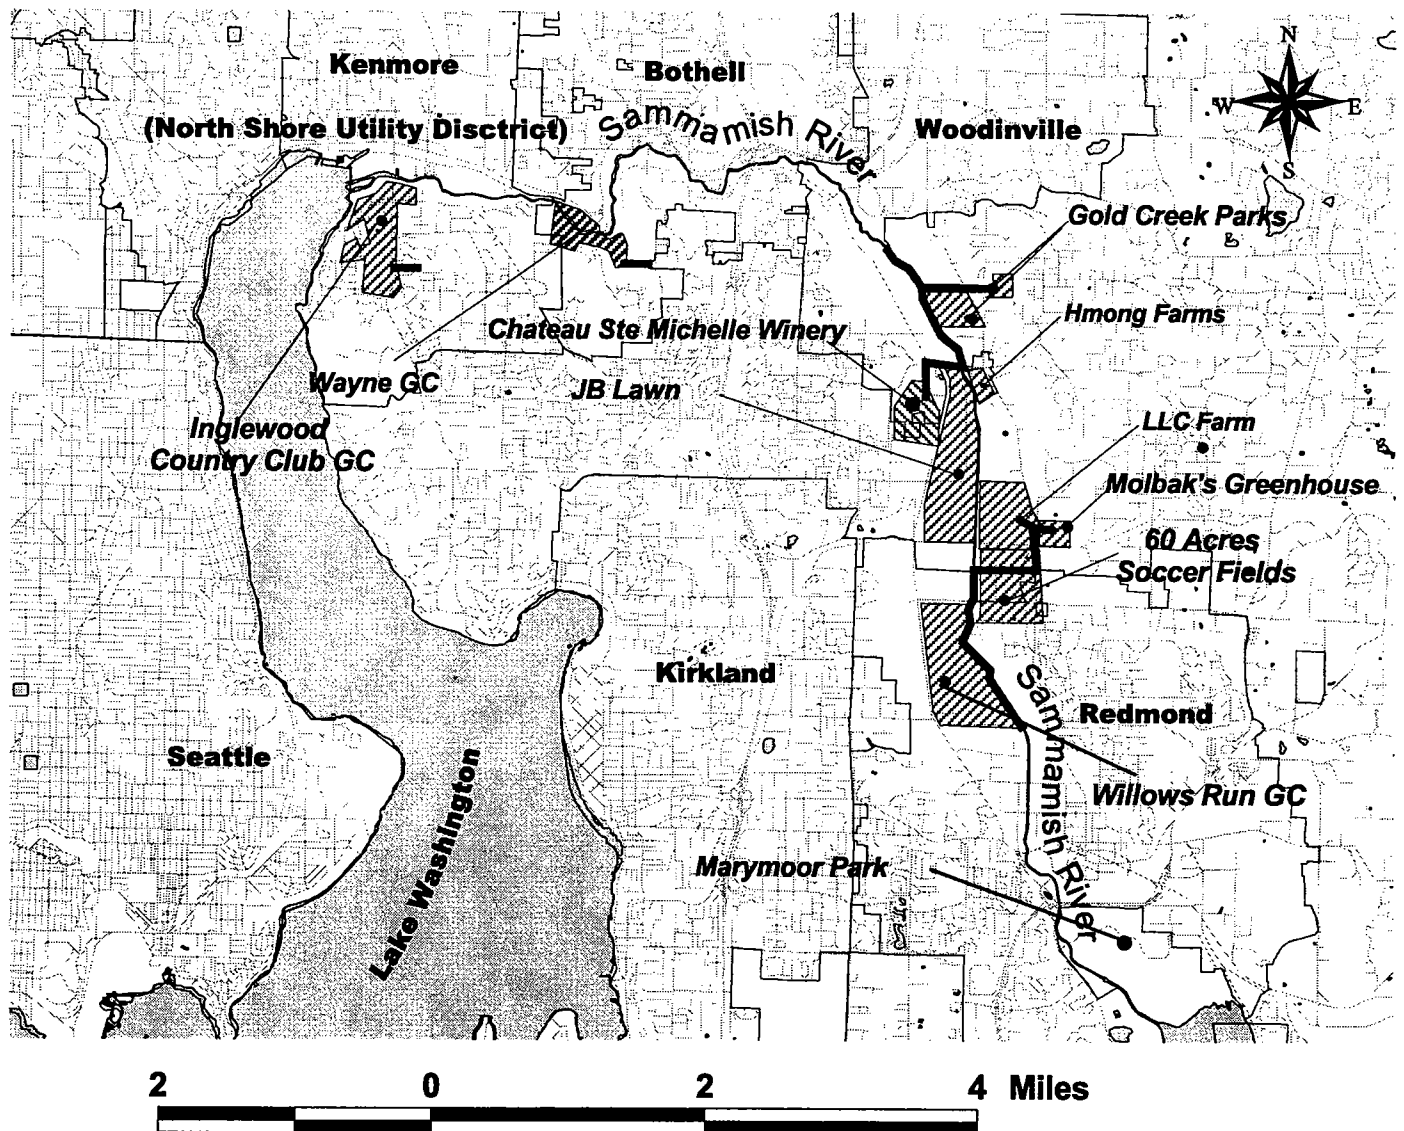 N
Kenmore
Bothell
W
E
(North Shore Utility Disctrict)
Sammamish River
Woodinville
S
Gold Creek Parks
Hmong Farms
Chateau Ste Michelle Winery
Wayne GC
JB Lawn
Inglewood
Country Club GC
LLC Farm
Molbak's Greenhouse
60 Acres
Soccer Fields
Kirkland
Sammamish River
Redmond
Seattle
Lake Washington
Willows Run GC
Marymoor Park
2 0 2 4 Miles